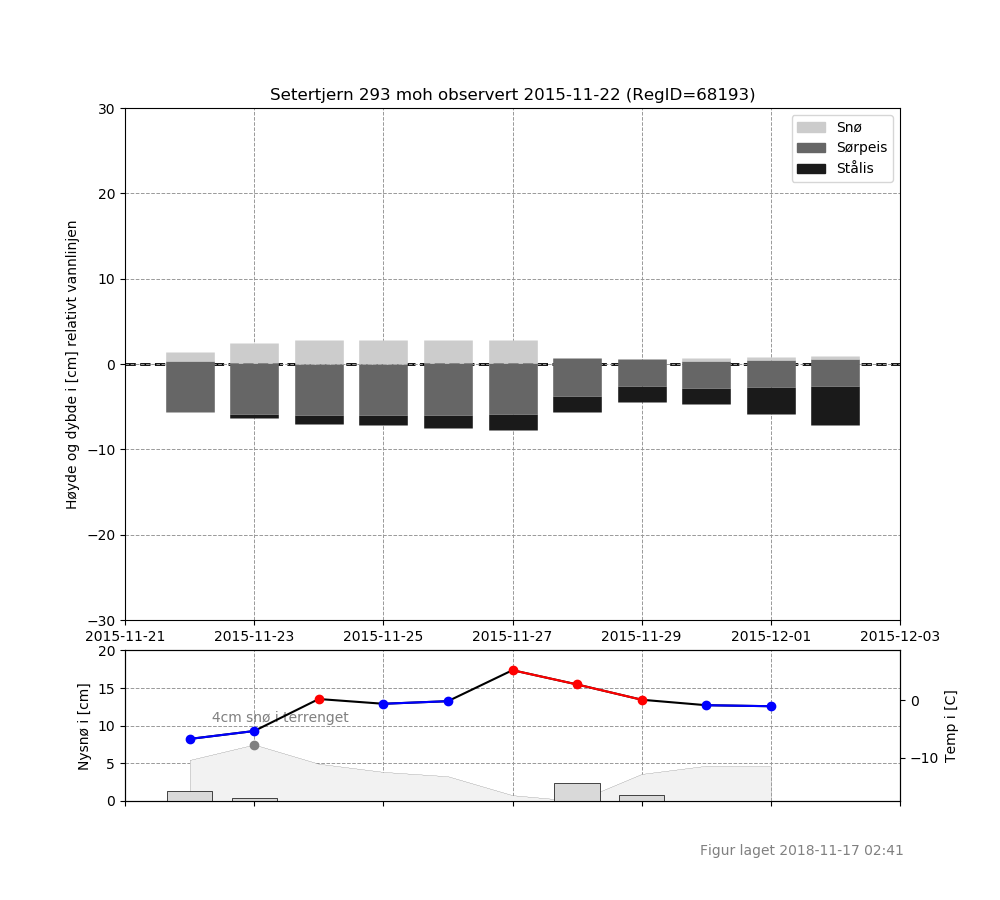 Setertjern 293 moh observert 2015-11-22 (RegID=68193)
Høyde og dybde i [cm] relativt vannlinjen
30
20
10
0
−10
−20
−30
Snø
Sørpeis
Stålis
2015-11-21 2015-11-23 2015-11-25 2015-11-27 2015-11-29 2015-12-01 2015-12-03
Nysnø i [cm]
20
15
10
5
0
4cm snø i terrenget
0
−10
Temp i [C]
Figur laget 2018-11-17 02:41